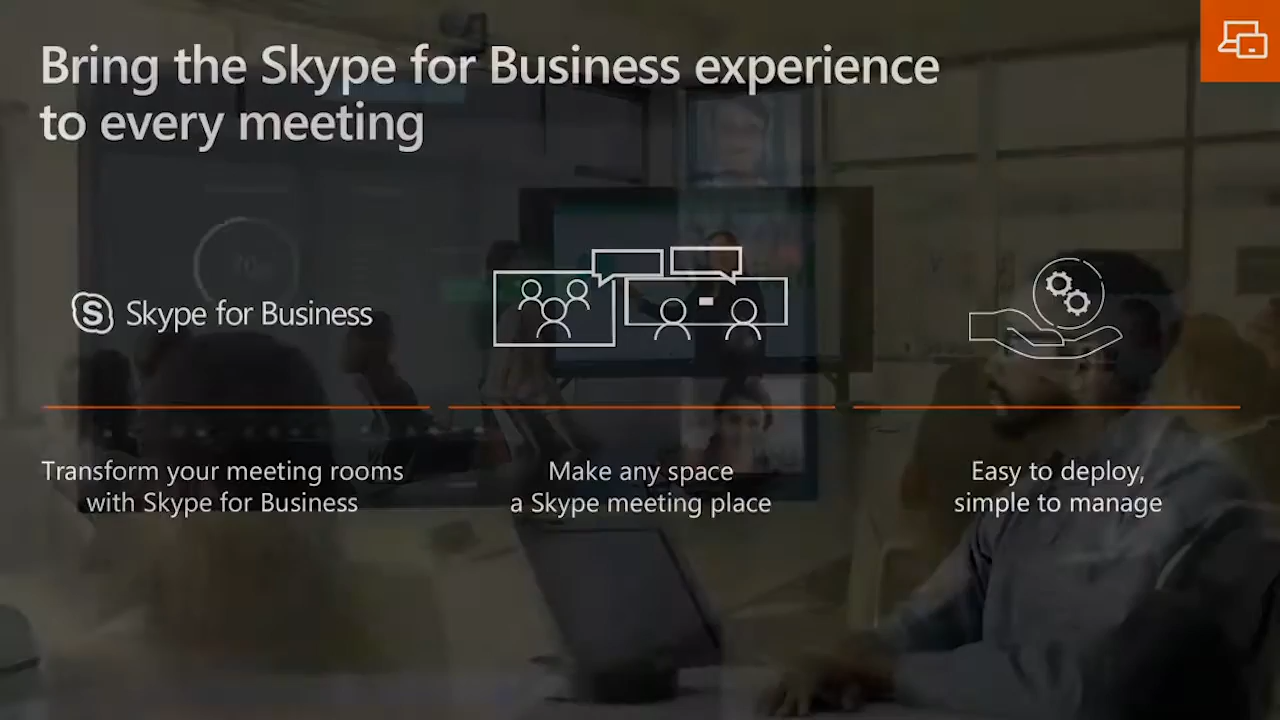 Bring the Skype for Business experience
to every meeting
Skype for Business
Transform your meeting rooms
with Skype for Business
Make any space
a Skype meeting place
Easy to deploy,
simple to manage